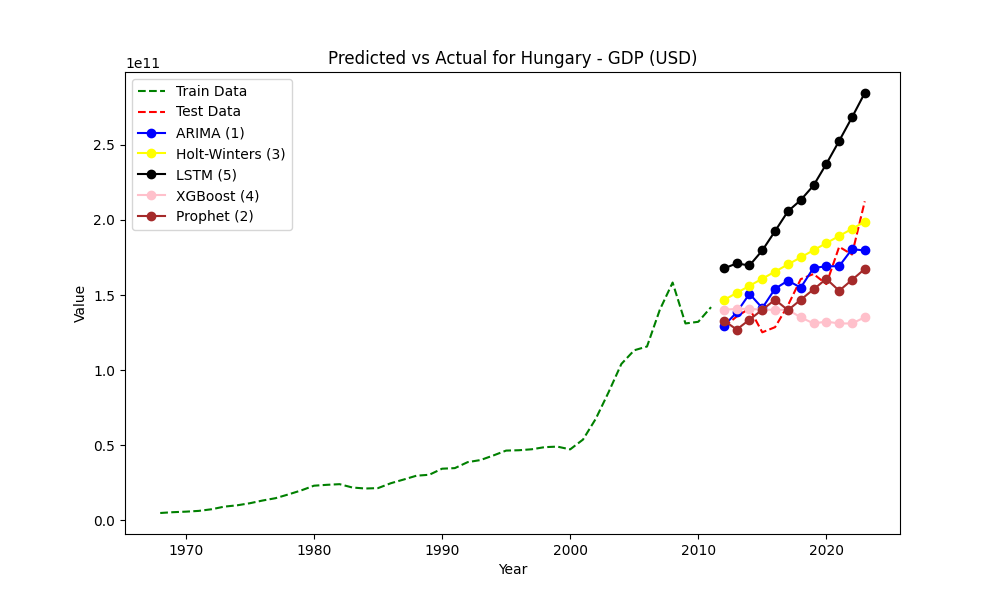 Predicted vs Actual for Hungary - GDP (USD)
1e11
Train Data
Test Data
ARIMA (1)
Holt-Winters (3)
LSTM (5)
XGBoost (4)
Prophet (2)
2.5
2.0
1.5
1.0
0.5
0.0
Value
1970 1980 1990 2000 2010 2020
Year